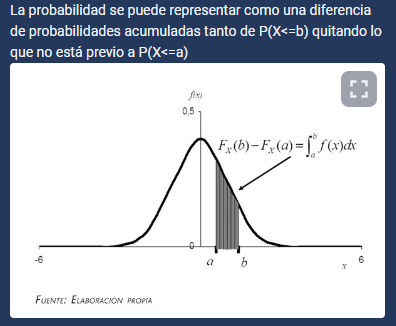 La probabilidad se puede representar como una diferencia
de probabilidades acumuladas tanto de P(X<=b) quitando lo
que no está previo a P(X<=a)
f(x)
0,5
F_X(b)−F_X(a)=∫_a^b f(x)dx
0
-6
a
b
x
6
FUENTE: ELABORACIÓN PROPIA